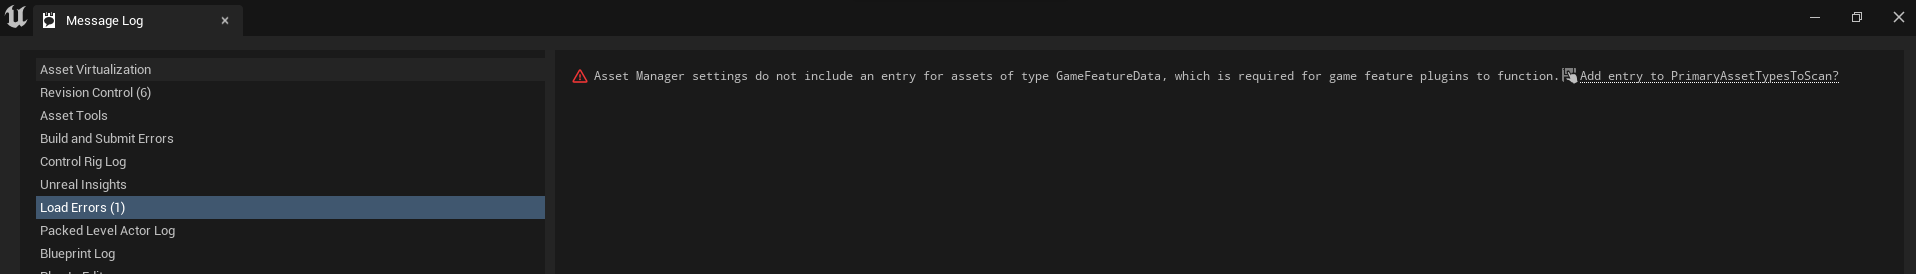 Message Log
Asset Virtualization
Revision Control (6)
Asset Tools
Build and Submit Errors
Control Rig Log
Unreal Insights
Load Errors (1)
Packed Level Actor Log
Blueprint Log
Asset Manager settings do not include an entry for assets of type GameFeatureData, which is required for game feature plugins to function. Add entry to PrimaryAssetTypesToScan?